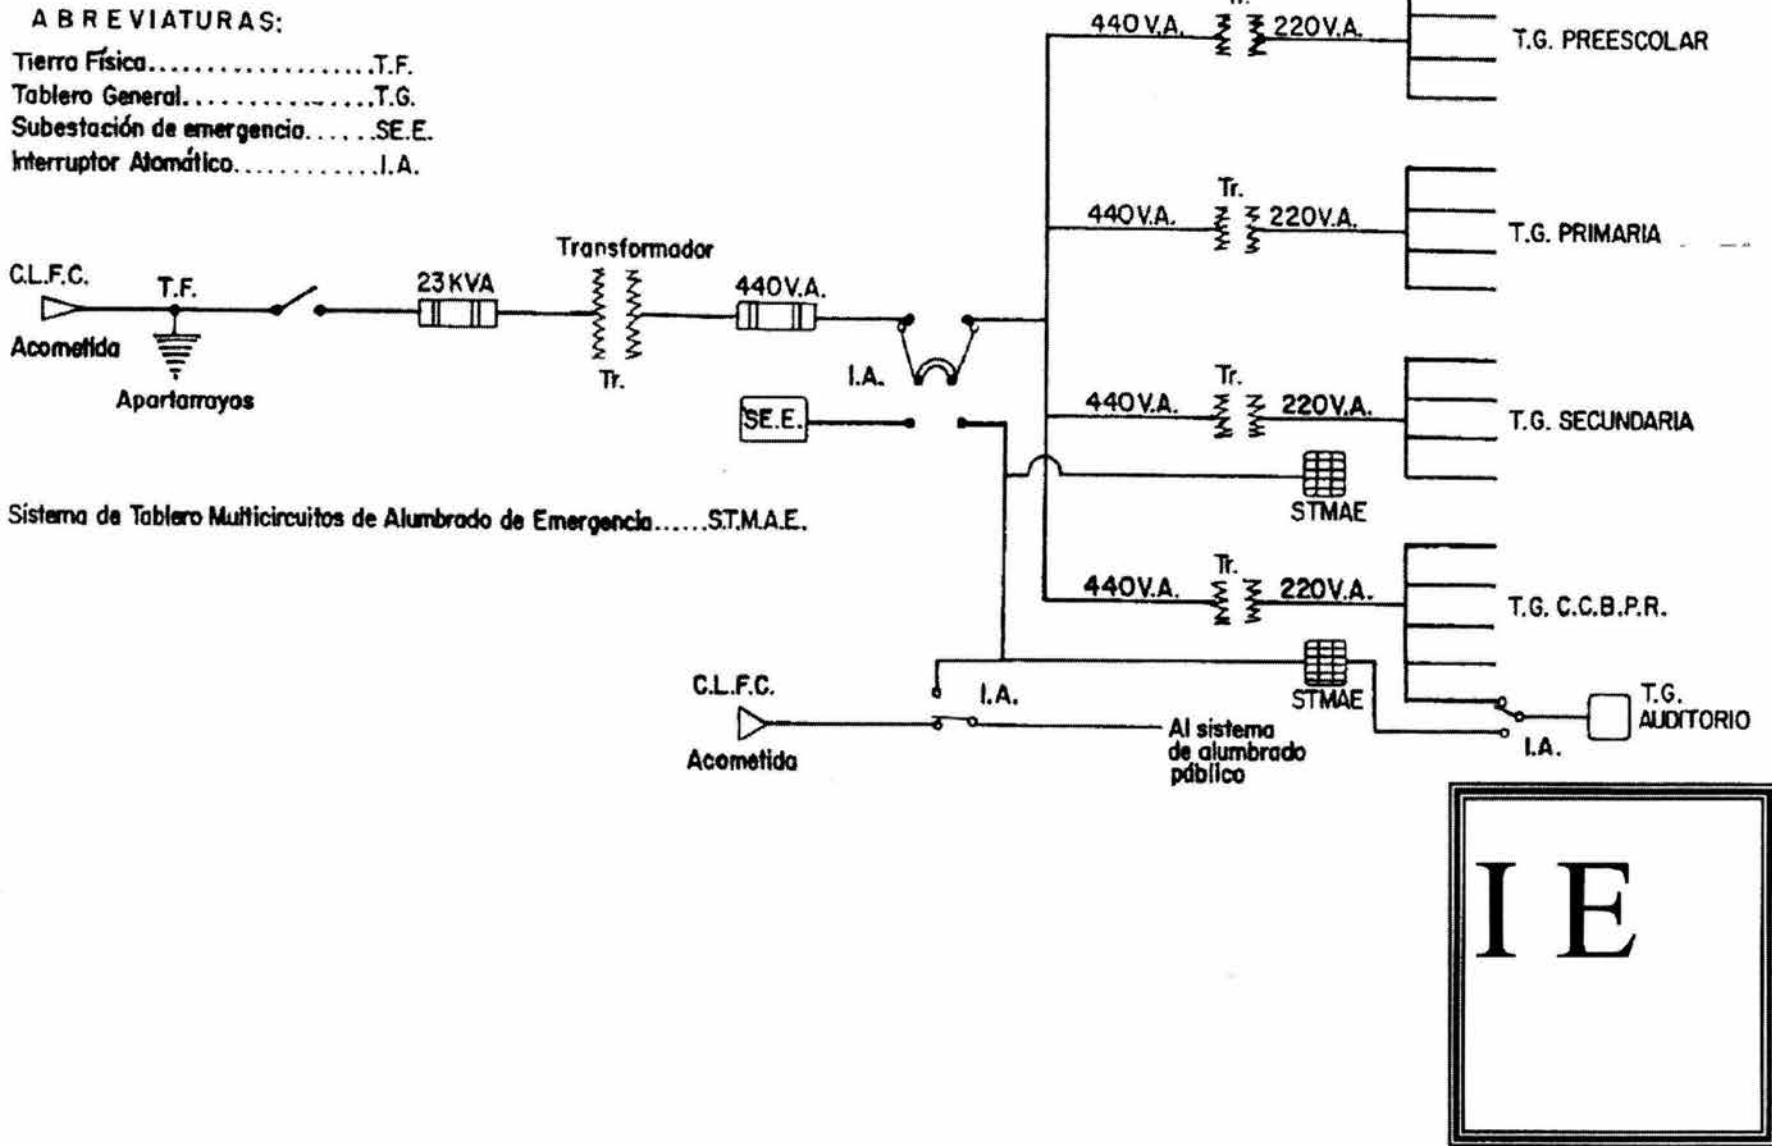 ABREVIATURAS:
Tierra Física....................T.F.
Tablero General.................T.G.
Subestación de emergencia......SE.E.
Interruptor Atomático.............I.A.
440V.A. Tr. 220V.A. T.G. PREESCOLAR
440V.A. Tr. 220V.A. T.G. PRIMARIA
C.L.F.C.
Acometida
T.F.
Apartarrayos
23KVA
Transformador
Tr.
440V.A.
I.A.
SE.E.
440V.A. Tr. 220V.A. T.G. SECUNDARIA
STMAE
Sistema de Tablero Multicircuitos de Alumbrado de Emergencia......S.T.M.A.E.
440V.A. Tr. 220V.A. T.G. C.C.B.P.R.
STMAE
C.L.F.C.
Acometida
I.A.
Al sistema
de alumbrado
público
I.A.
T.G.
AUDITORIO
I E